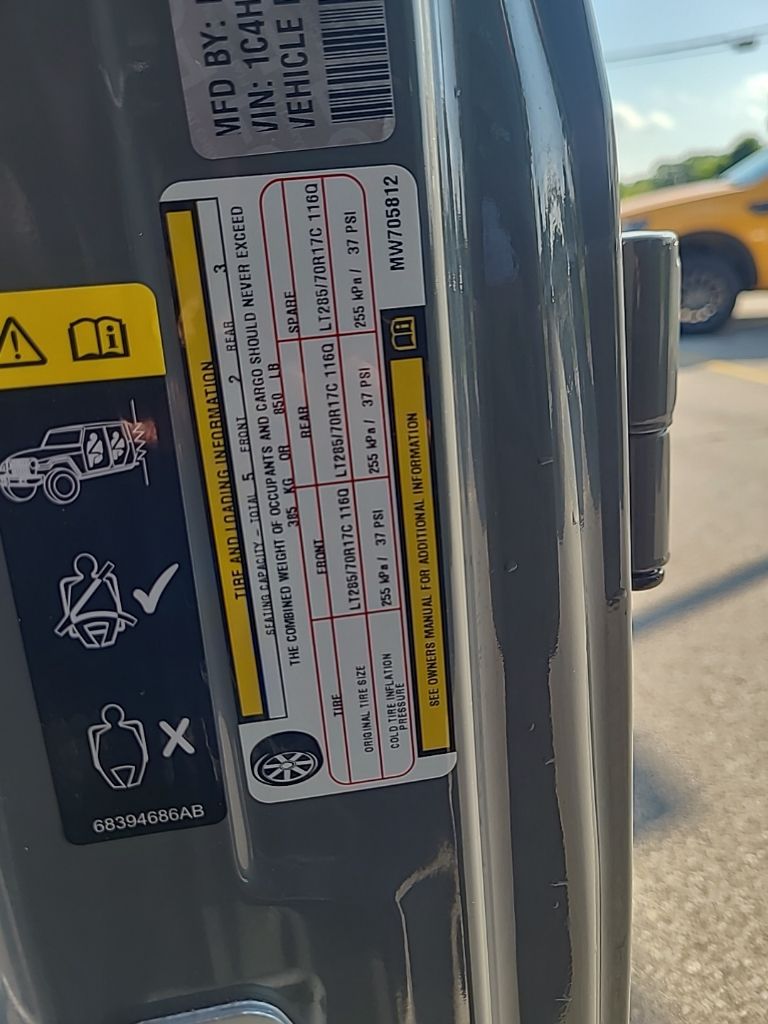 MFD BY:
VIN: 1C4H
VEHICLE
TIRE AND LOADING INFORMATION
SEATING CAPACITY – TOTAL 5 FRONT 2 REAR 3
THE COMBINED WEIGHT OF OCCUPANTS AND CARGO SHOULD NEVER EXCEED
385 KG OR 850 LB
TIRE FRONT REAR SPARE
ORIGINAL TIRE SIZE LT285/70R17C 116Q LT285/70R17C 116Q LT285/70R17C 116Q
COLD TIRE INFLATION
PRESSURE 255 kPa / 37 PSI 255 kPa / 37 PSI 255 kPa / 37 PSI
SEE OWNERS MANUAL FOR ADDITIONAL INFORMATION
MW705812
68394686AB